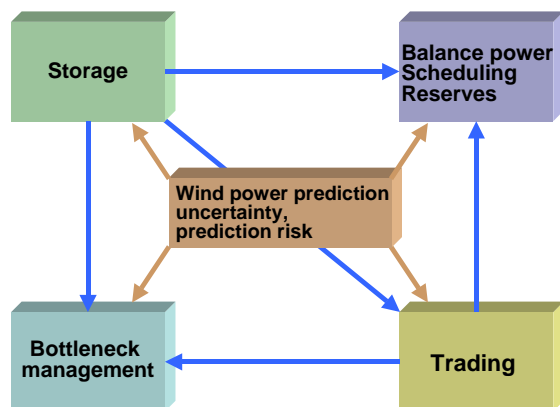 Storage
Balance power
Scheduling
Reserves
Wind power prediction
uncertainty,
prediction risk
Bottleneck
management
Trading